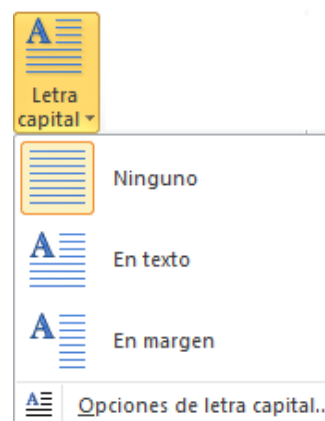 Letra
capital
Ninguno
En texto
En margen
Opciones de letra capital..